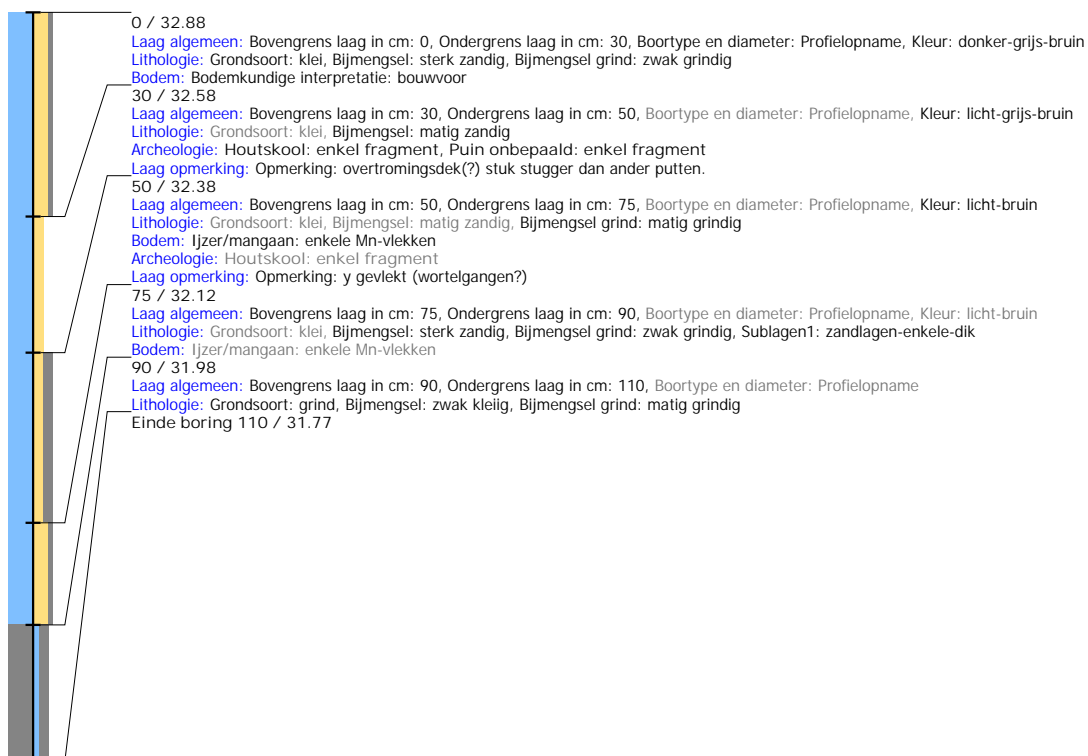 0 / 32.88
Laag algemeen: Bovengrens laag in cm: 0, Ondergrens laag in cm: 30, Boortype en diameter: Profielopname, Kleur: donker-grijs-bruin
Lithologie: Grondsoort: klei, Bijmengsel: sterk zandig, Bijmengsel grind: zwak grindig
Bodem: Bodemkundige interpretatie: bouwvoor
30 / 32.58
Laag algemeen: Bovengrens laag in cm: 30, Ondergrens laag in cm: 50, Boortype en diameter: Profielopname, Kleur: licht-grijs-bruin
Lithologie: Grondsoort: klei, Bijmengsel: matig zandig
Archeologie: Houtskool: enkel fragment, Puin onbepaald: enkel fragment
Laag opmerking: Opmerking: overtromingsdek(?) stuk stugger dan ander putten.
50 / 32.38
Laag algemeen: Bovengrens laag in cm: 50, Ondergrens laag in cm: 75, Boortype en diameter: Profielopname, Kleur: licht-bruin
Lithologie: Grondsoort: klei, Bijmengsel: matig zandig, Bijmengsel grind: matig grindig
Bodem: Ijzer/mangaan: enkele Mn-vlekken
Archeologie: Houtskool: enkel fragment
Laag opmerking: Opmerking: y gevlekt (wortelgangen?)
75 / 32.12
Laag algemeen: Bovengrens laag in cm: 75, Ondergrens laag in cm: 90, Boortype en diameter: Profielopname, Kleur: licht-bruin
Lithologie: Grondsoort: klei, Bijmengsel: sterk zandig, Bijmengsel grind: zwak grindig, Sublagen1: zandlagen-enkele-dik
Bodem: Ijzer/mangaan: enkele Mn-vlekken
90 / 31.98
Laag algemeen: Bovengrens laag in cm: 90, Ondergrens laag in cm: 110, Boortype en diameter: Profielopname
Lithologie: Grondsoort: grind, Bijmengsel: zwak kleiig, Bijmengsel grind: matig grindig
Einde boring 110 / 31.77